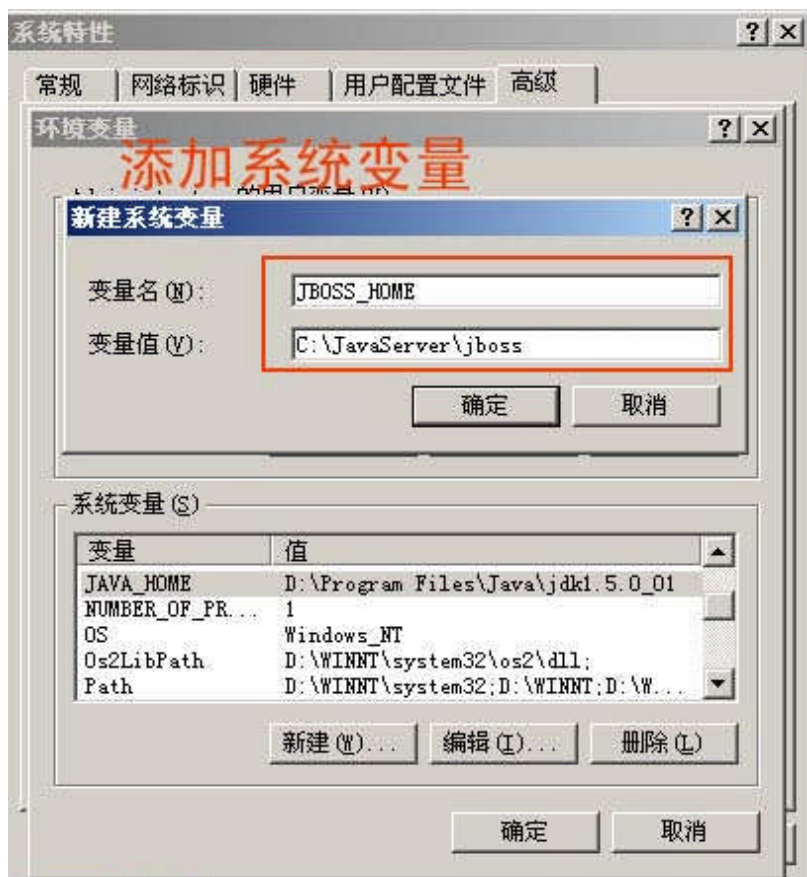 系统特性
常规 网络标识 硬件 用户配置文件 高级
环境变量
添加系统变量
新建系统变量
变量名(N): JBOSS_HOME
变量值(V): C:\JavaServer\jboss
确定 取消
系统变量(S)
变量 值
JAVA_HOME D:\Program Files\Java\jdk1.5.0_01
NUMBER_OF_PR... 1
OS Windows_NT
Os2LibPath D:\WINNT\system32\os2\dll;
Path D:\WINNT\system32;D:\WINNT;D:\W...
新建(W)... 编辑(I)... 删除(L)
确定 取消